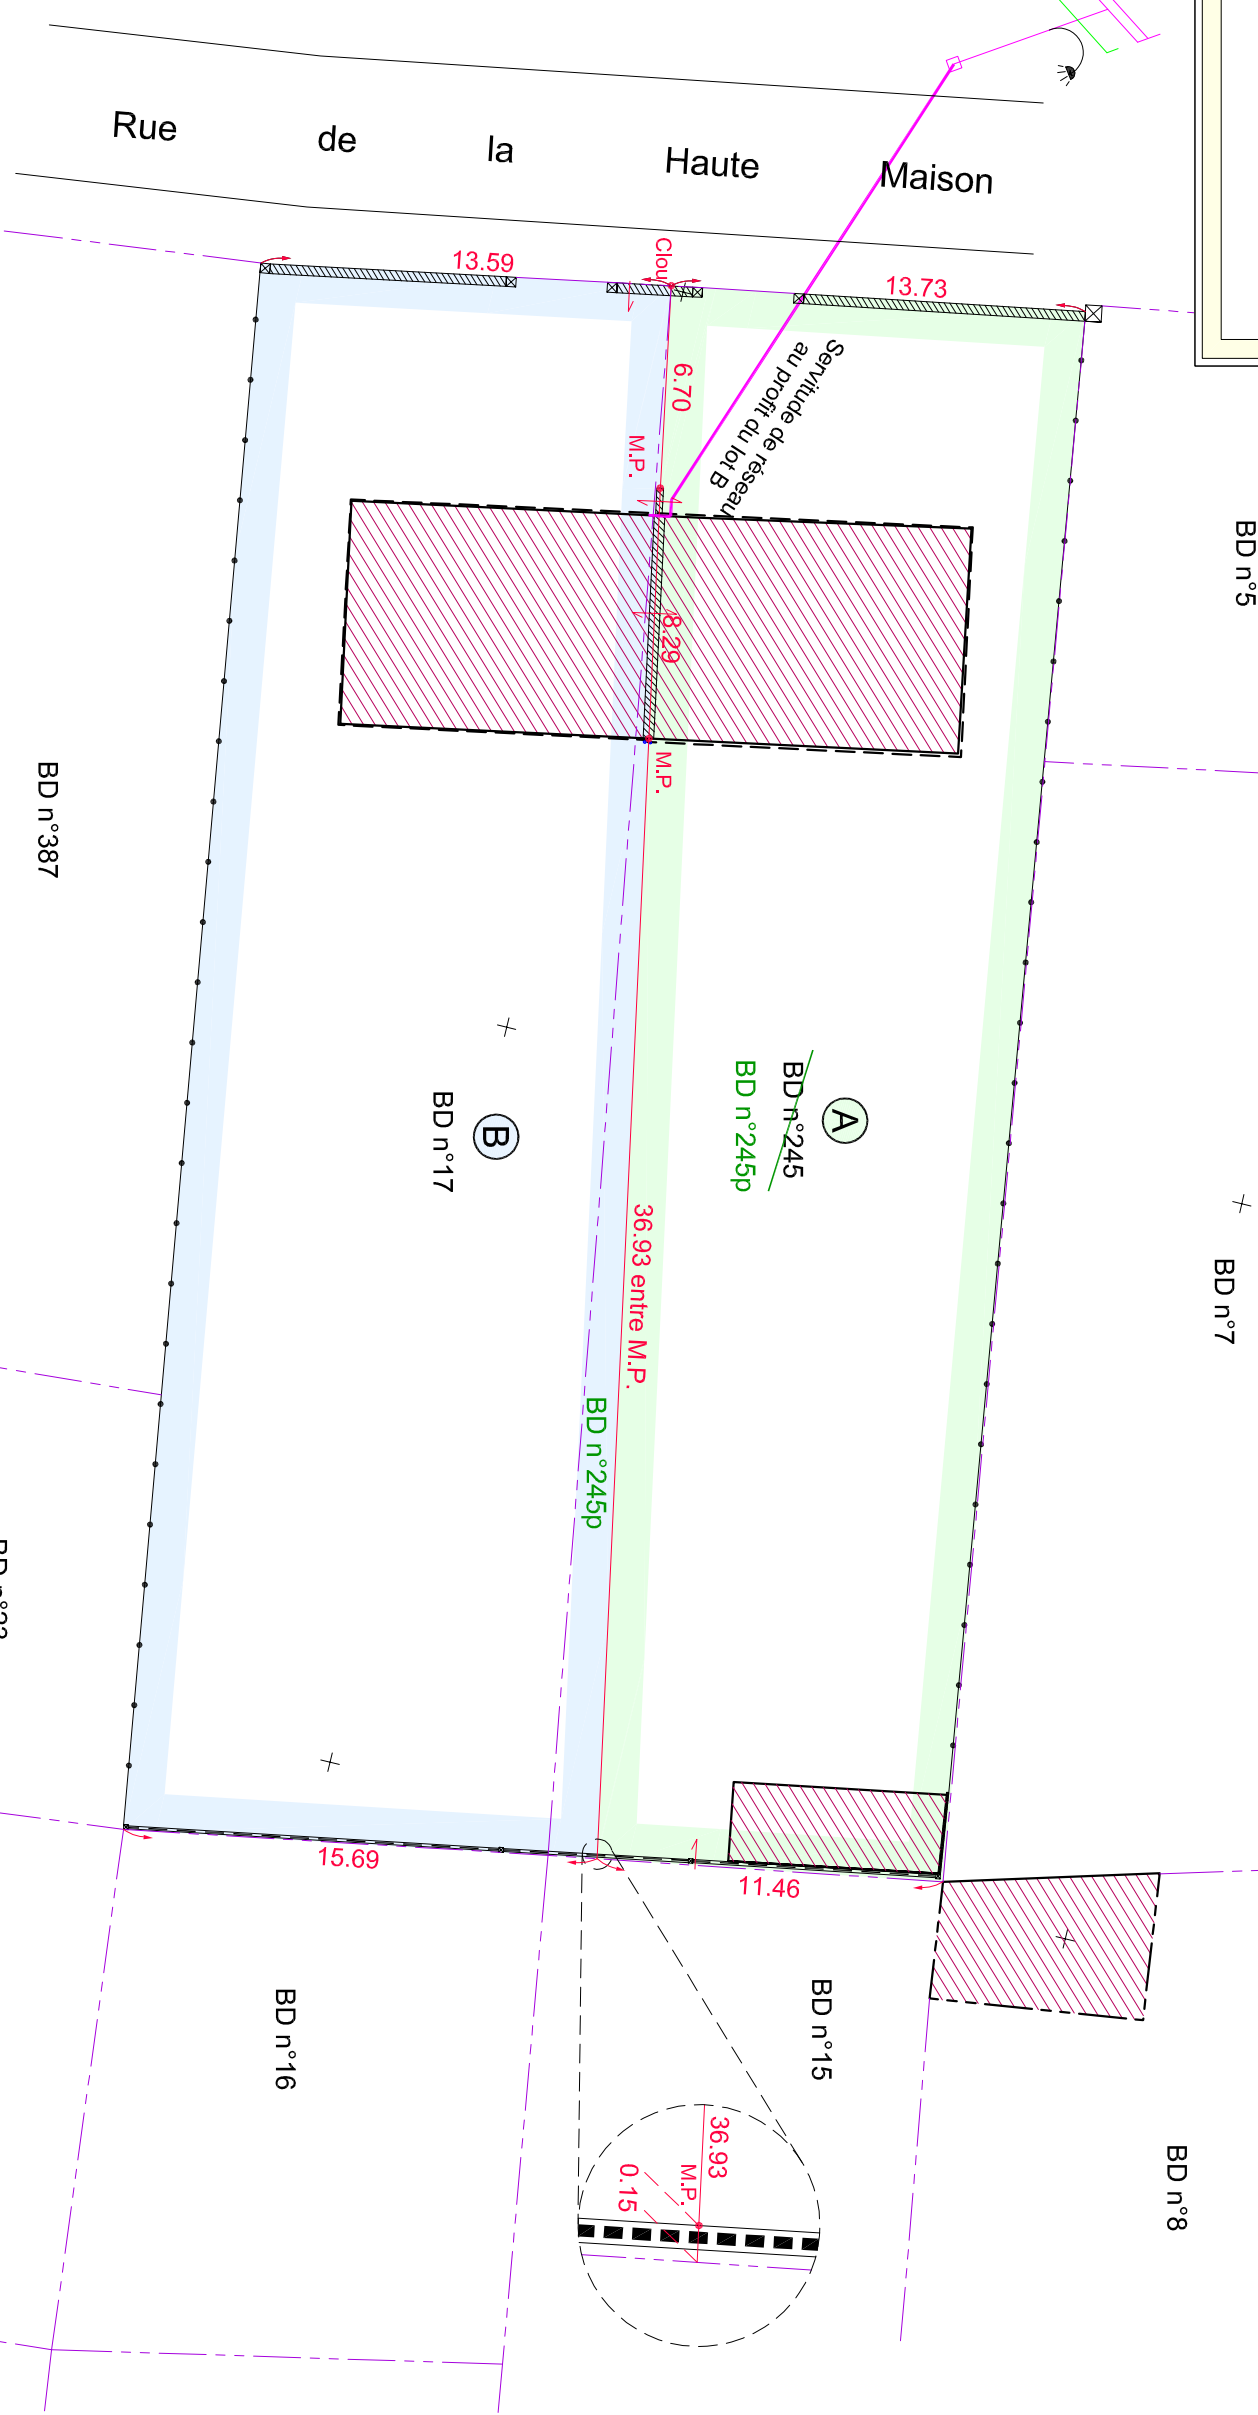 Rue de la Haute Maison
Clou
13.59
13.73
6.70
Servitude de réseau
au profit du lot B
M.P.
8.29
M.P.
BD n°5
BD n°387
A
BD n°245
BD n°245p
B
BD n°17
36.93 entre M.P.
BD n°7
BD n°245p
15.69
11.46
BD n°16
BD n°15
BD n°8
36.93
M.P.
0.15